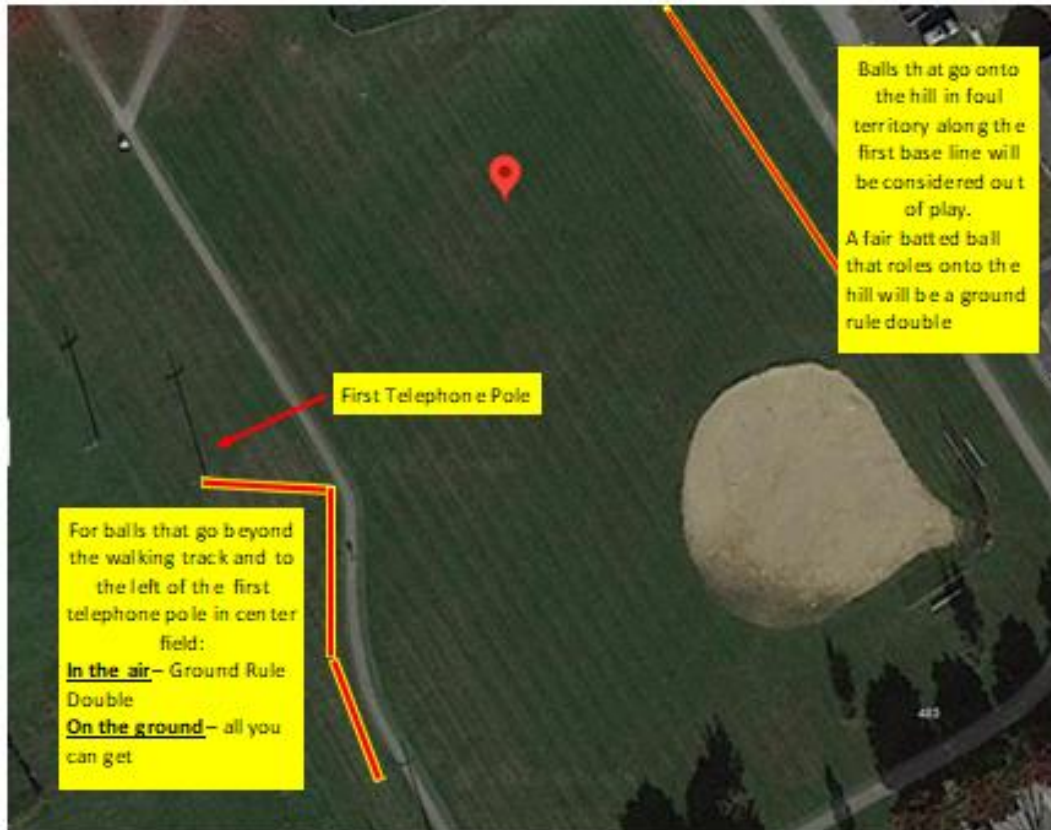 Balls that go onto
the hill in foul
territory along the
first base line will
be considered out
of play.
A fair batted ball
that roles onto the
hill will be a ground
rule double
First Telephone Pole
For balls that go beyond
the walking track and to
the left of the first
telephone pole in center
field:
In the air– Ground Rule
Double
On the ground– all you
can get